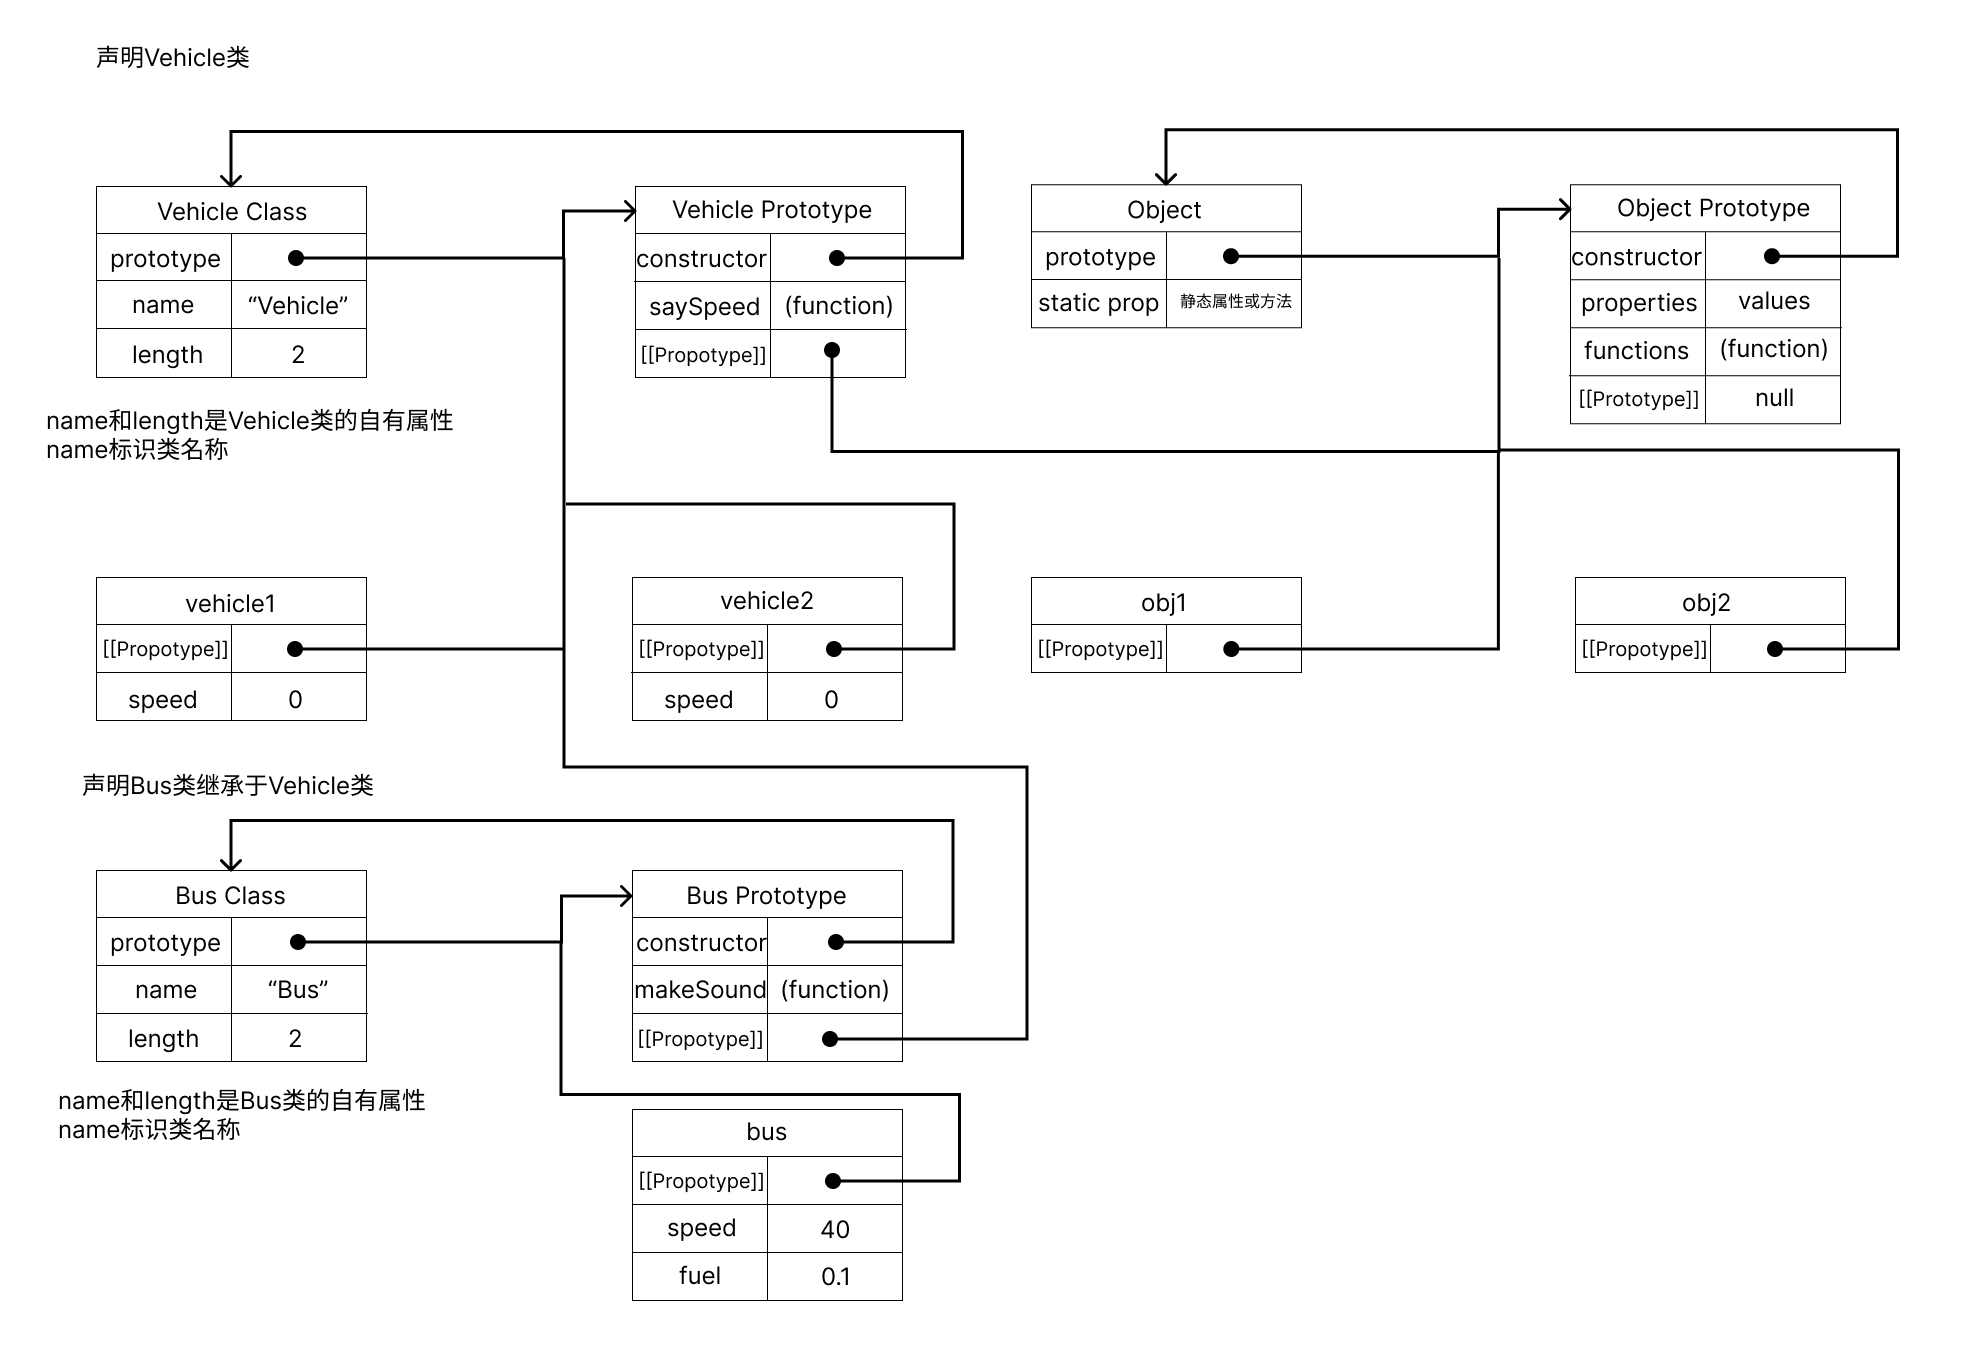 声明Vehicle类
Vehicle Class
prototype
name “Vehicle”
length 2
name和length是Vehicle类的自有属性
name标识类名称
Vehicle Prototype
constructor
saySpeed (function)
[[Propotype]]
Object
prototype
static prop 静态属性或方法
Object Prototype
constructor
properties values
functions (function)
[[Prototype]] null
vehicle1
[[Propotype]]
speed 0
vehicle2
[[Propotype]]
speed 0
obj1
[[Propotype]]
obj2
[[Propotype]]
声明Bus类继承于Vehicle类
Bus Class
prototype
name “Bus”
length 2
name和length是Bus类的自有属性
name标识类名称
Bus Prototype
constructor
makeSound (function)
[[Propotype]]
bus
[[Propotype]]
speed 40
fuel 0.1